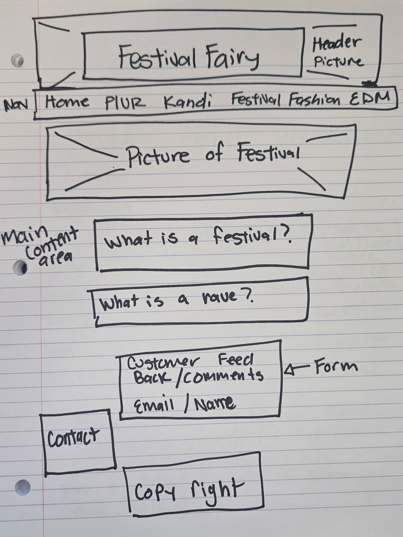 Festival Fairy
Header
Picture
Nav
Home PLUR Kandi Festival Fashion EDM
Picture of Festival
Main
Content
area
What is a festival?
What is a rave?
Customer Feed
Back/comments
Email / Name
Form
Contact
Copy right